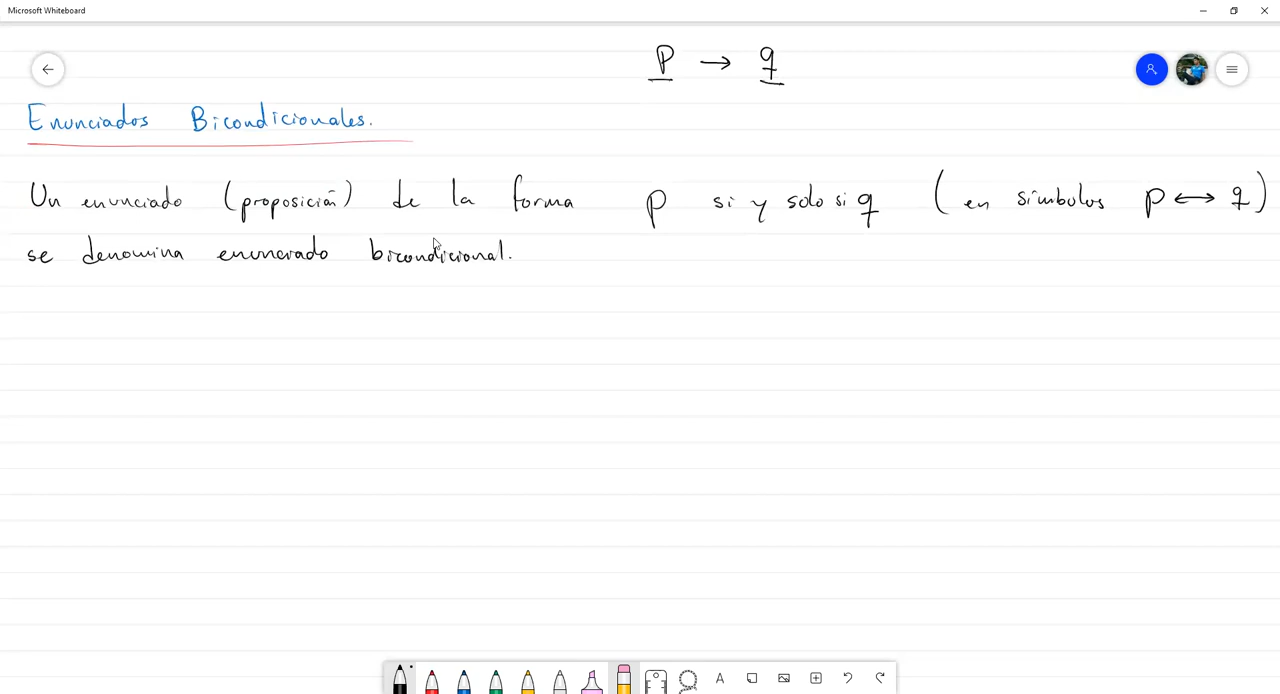 Microsoft Whiteboard
p → q
Enunciados Bicondicionales.
Un enunciado (proposición) de la forma p si y solo si q (en símbolos p ↔ q)
se denomina enunciado bicondicional.
A